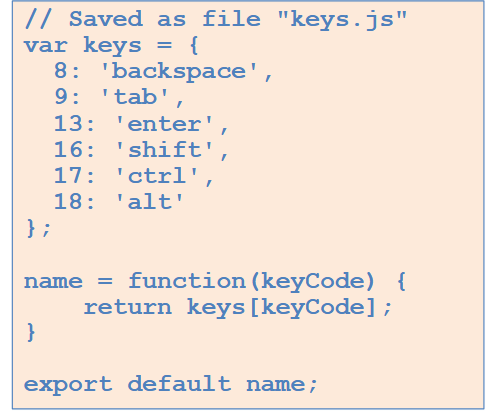 // Saved as file "keys.js"
var keys = {
  8: 'backspace',
  9: 'tab',
  13: 'enter',
  16: 'shift',
  17: 'ctrl',
  18: 'alt'
};

name = function(keyCode) {
    return keys[keyCode];
}

export default name;